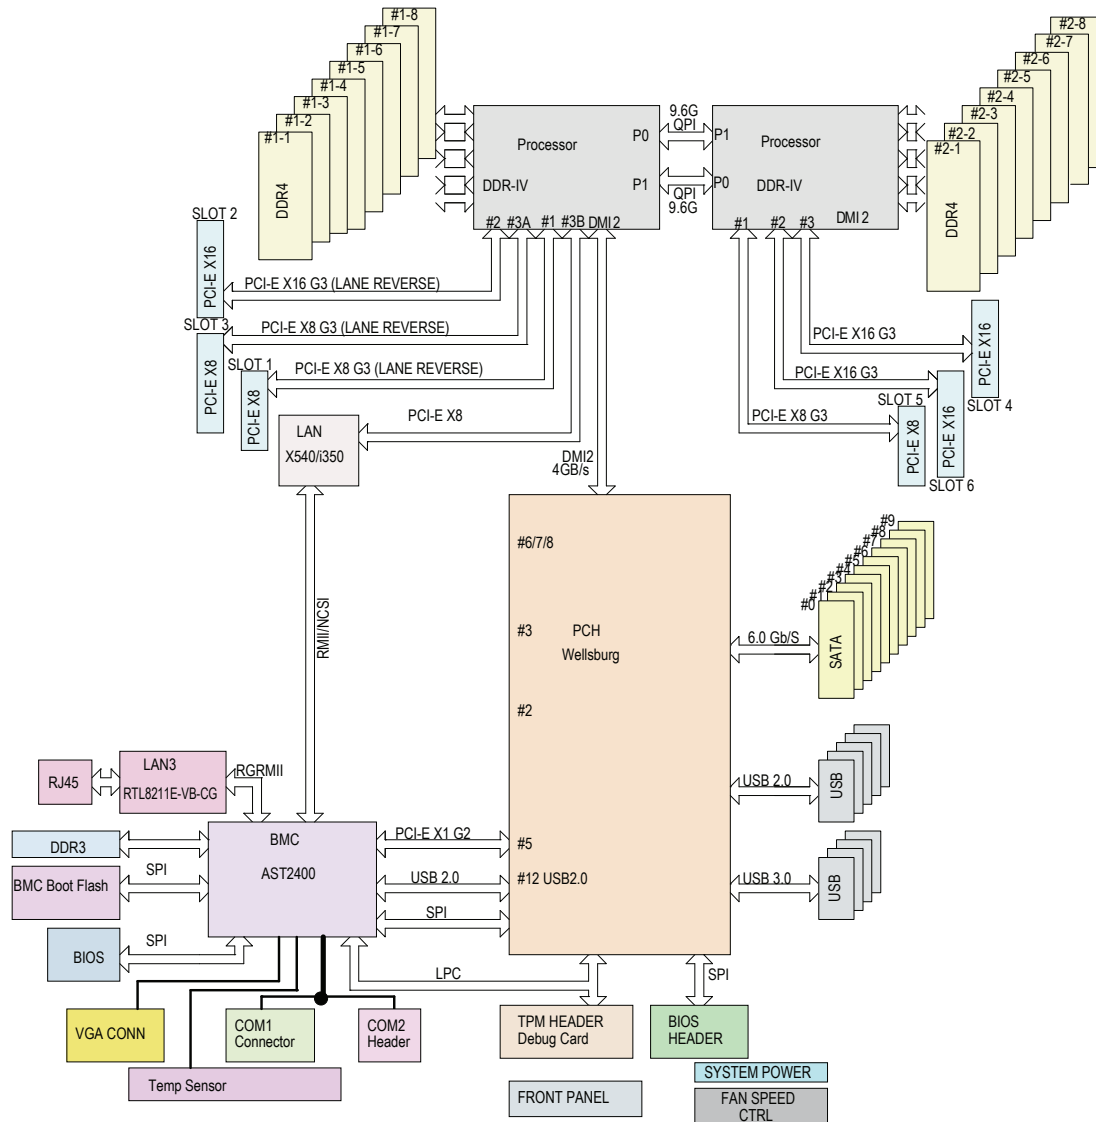 #1-8
#1-7
#1-6
#1-5
#1-4
#1-3
#1-2
#1-1
DDR4
#2-8
#2-7
#2-6
#2-5
#2-4
#2-3
#2-2
#2-1
DDR4
Processor
DDR-IV
P0
P1
#2 #3A #1 #3B DMI2
9.6G
QPI
QPI
9.6G
P1
P0
Processor
DDR-IV
DMI2
#1 #2 #3
SLOT 2
PCI-E X16
PCI-E X16 G3 (LANE REVERSE)
SLOT 3
PCI-E X8
PCI-E X8 G3 (LANE REVERSE)
SLOT 1
PCI-E X8
PCI-E X8 G3 (LANE REVERSE)
PCI-E X8
LAN
X540/i350
DMI2
4GB/s
PCI-E X16 G3
PCI-E X16
SLOT 4
PCI-E X16 G3
PCI-E X16
SLOT 6
PCI-E X8 G3
SLOT 5
PCI-E X8
RMII/NCSI
#6/7/8
#3
PCH
Wellsburg
#2
#5
#12 USB2.0
6.0 Gb/S
#9
#8
#7
#6
#5
#4
#3
#2
#
#0
SATA
USB 2.0
USB
USB 3.0
USB
RJ45
LAN3
RTL8211E-VB-CG
RGRMII
DDR3
BMC Boot Flash
SPI
BIOS
SPI
BMC
AST2400
PCI-E X1 G2
USB 2.0
SPI
LPC
SPI
VGA CONN
COM1
Connector
COM2
Header
Temp Sensor
TPM HEADER
Debug Card
BIOS
HEADER
FRONT PANEL
SYSTEM POWER
FAN SPEED
CTRL